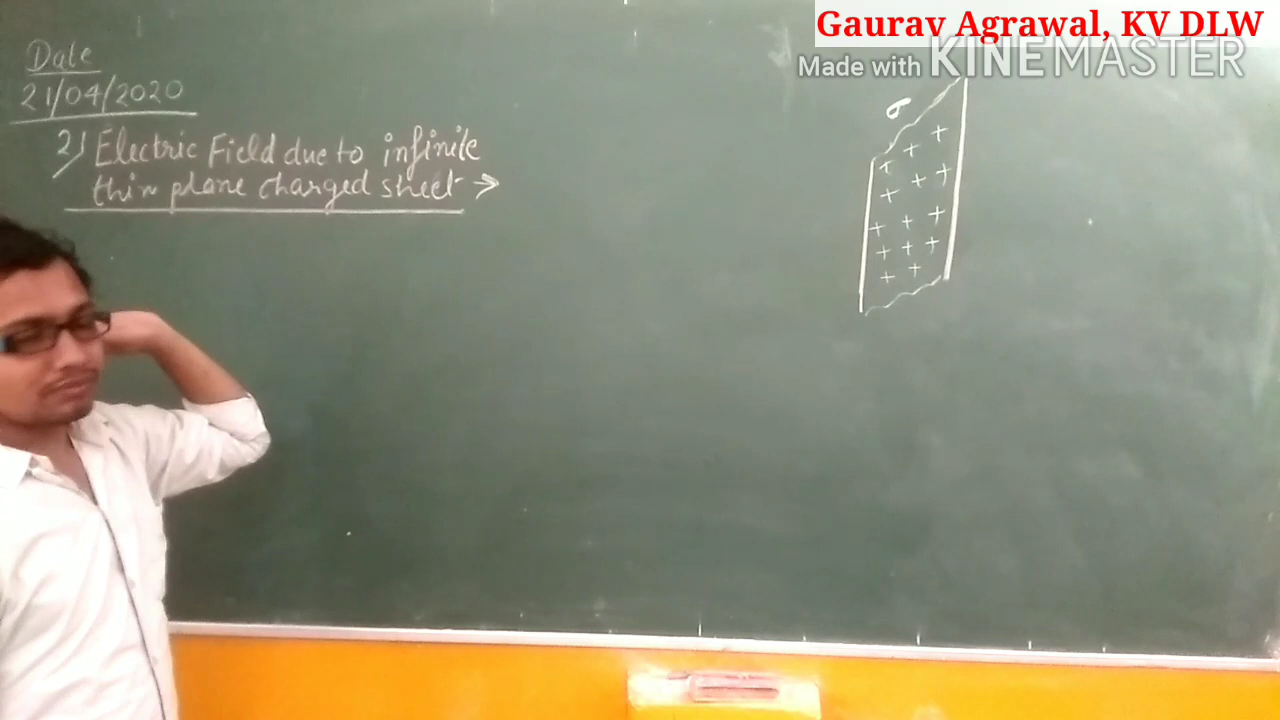 Gaurav Agrawal, KV DLW
Made with KINEMASTER
Date
21/04/2020
2) Electric Field due to infinite
thin plane charged sheet →
σ
+ + +
+ + +
+ + +
+ + +
+ +